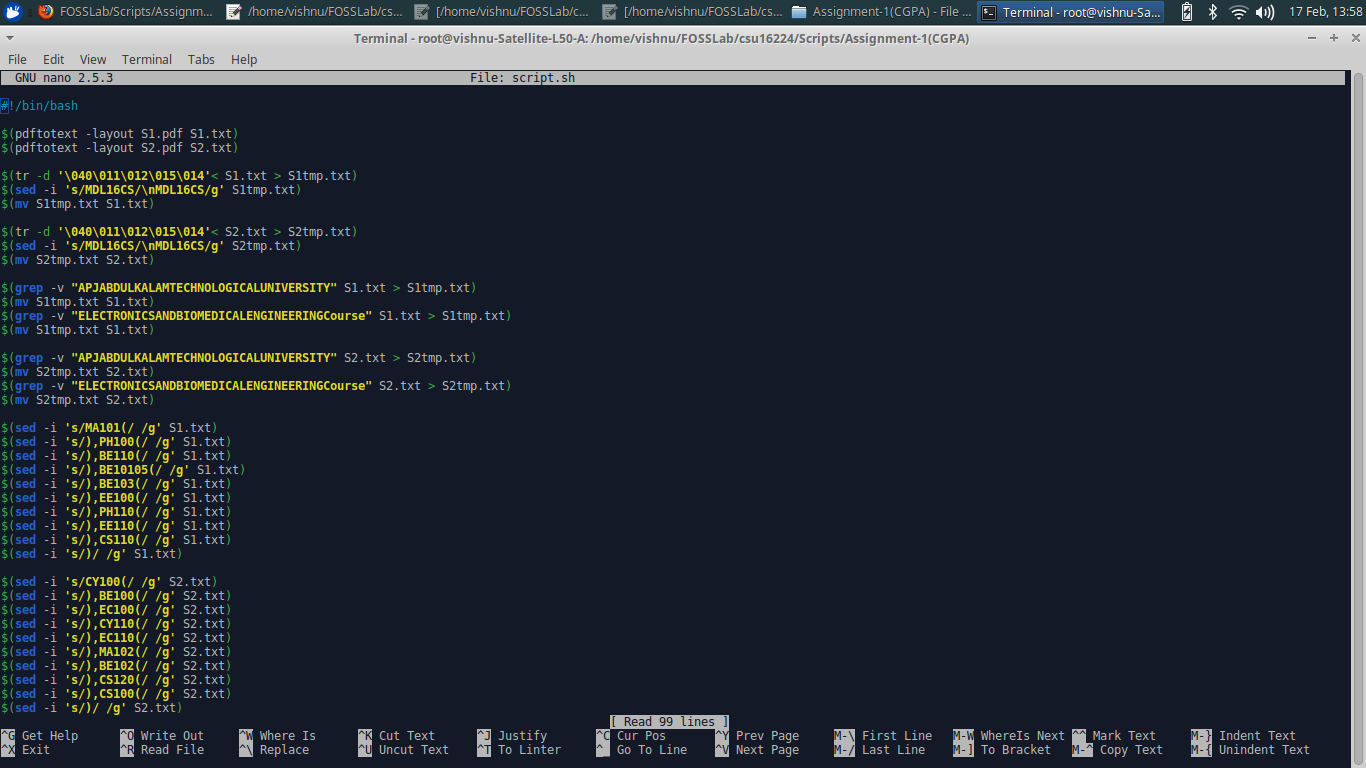 FOSSLab/Scripts/Assignm... /home/vishnu/FOSSLab/cs... [/home/vishnu/FOSSLab/c... [/home/vishnu/FOSSLab/cs... Assignment-1(CGPA) - File ... Terminal - root@vishnu-Sa... 17 Feb, 13:58
Terminal - root@vishnu-Satellite-L50-A: /home/vishnu/FOSSLab/csu16224/Scripts/Assignment-1(CGPA)
File Edit View Terminal Tabs Help
GNU nano 2.5.3 File: script.sh
#!/bin/bash
$(pdftotext -layout S1.pdf S1.txt)
$(pdftotext -layout S2.pdf S2.txt)
$(tr -d '\040\011\012\015\014'< S1.txt > S1tmp.txt)
$(sed -i 's/MDL16CS/\nMDL16CS/g' S1tmp.txt)
$(mv S1tmp.txt S1.txt)
$(tr -d '\040\011\012\015\014'< S2.txt > S2tmp.txt)
$(sed -i 's/MDL16CS/\nMDL16CS/g' S2tmp.txt)
$(mv S2tmp.txt S2.txt)
$(grep -v "APJABDULKALAMTECHNOLOGICALUNIVERSITY" S1.txt > S1tmp.txt)
$(mv S1tmp.txt S1.txt)
$(grep -v "ELECTRONICSANDBIOMEDICALENGINEERINGCourse" S1.txt > S1tmp.txt)
$(mv S1tmp.txt S1.txt)
$(grep -v "APJABDULKALAMTECHNOLOGICALUNIVERSITY" S2.txt > S2tmp.txt)
$(mv S2tmp.txt S2.txt)
$(grep -v "ELECTRONICSANDBIOMEDICALENGINEERINGCourse" S2.txt > S2tmp.txt)
$(mv S2tmp.txt S2.txt)
$(sed -i 's/MA101(/ /g' S1.txt)
$(sed -i 's/),PH100(/ /g' S1.txt)
$(sed -i 's/),BE110(/ /g' S1.txt)
$(sed -i 's/),BE10105(/ /g' S1.txt)
$(sed -i 's/),BE103(/ /g' S1.txt)
$(sed -i 's/),EE100(/ /g' S1.txt)
$(sed -i 's/),PH110(/ /g' S1.txt)
$(sed -i 's/),EE110(/ /g' S1.txt)
$(sed -i 's/),CS110(/ /g' S1.txt)
$(sed -i 's/)/ /g' S1.txt)
$(sed -i 's/CY100(/ /g' S2.txt)
$(sed -i 's/),BE100(/ /g' S2.txt)
$(sed -i 's/),EC100(/ /g' S2.txt)
$(sed -i 's/),CY110(/ /g' S2.txt)
$(sed -i 's/),EC110(/ /g' S2.txt)
$(sed -i 's/),MA102(/ /g' S2.txt)
$(sed -i 's/),BE102(/ /g' S2.txt)
$(sed -i 's/),CS120(/ /g' S2.txt)
$(sed -i 's/),CS100(/ /g' S2.txt)
$(sed -i 's/)/ /g' S2.txt)
[ Read 99 lines ]
^G Get Help ^O Write Out ^W Where Is ^K Cut Text ^J Justify ^C Cur Pos ^Y Prev Page M-\ First Line M-W WhereIs Next ^^ Mark Text M-} Indent Text
^X Exit ^R Read File ^\ Replace ^U Uncut Text ^T To Linter ^_ Go To Line ^V Next Page M-/ Last Line M-] To Bracket M-^ Copy Text M-{ Unindent Text